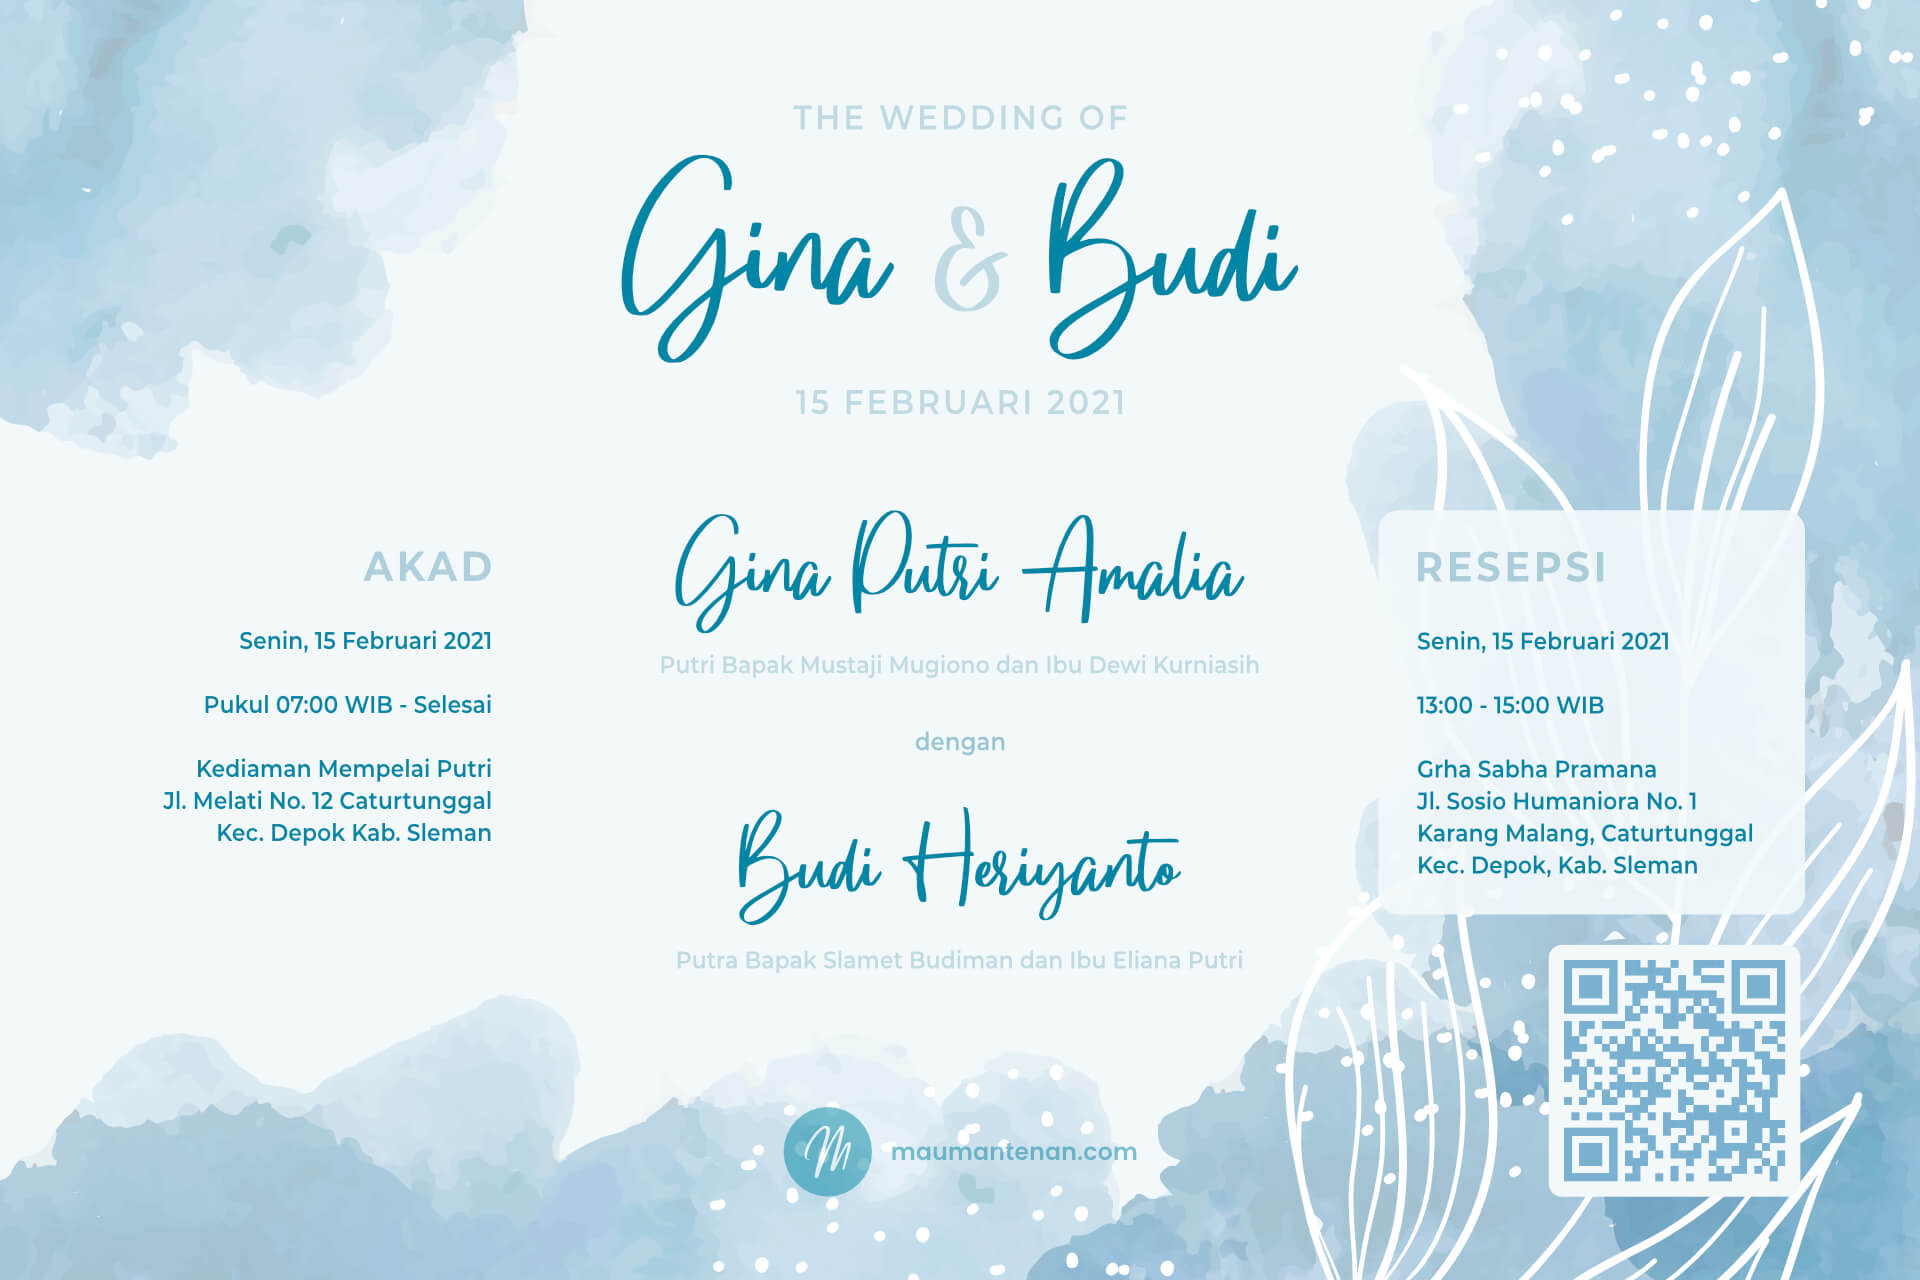 THE WEDDING OF
Gina & Budi
15 FEBRUARI 2021
AKAD
Senin, 15 Februari 2021
Pukul 07:00 WIB - Selesai
Kediaman Mempelai Putri
Jl. Melati No. 12 Caturtunggal
Kec. Depok Kab. Sleman
Gina Putri Amalia
Putri Bapak Mustaji Mugiono dan Ibu Dewi Kurniasih
dengan
Budi Heriyanto
Putra Bapak Slamet Budiman dan Ibu Eliana Putri
RESEPSI
Senin, 15 Februari 2021
13:00 - 15:00 WIB
Grha Sabha Pramana
Jl. Sosio Humaniora No. 1
Karang Malang, Caturtunggal
Kec. Depok, Kab. Sleman
M maumantenan.com